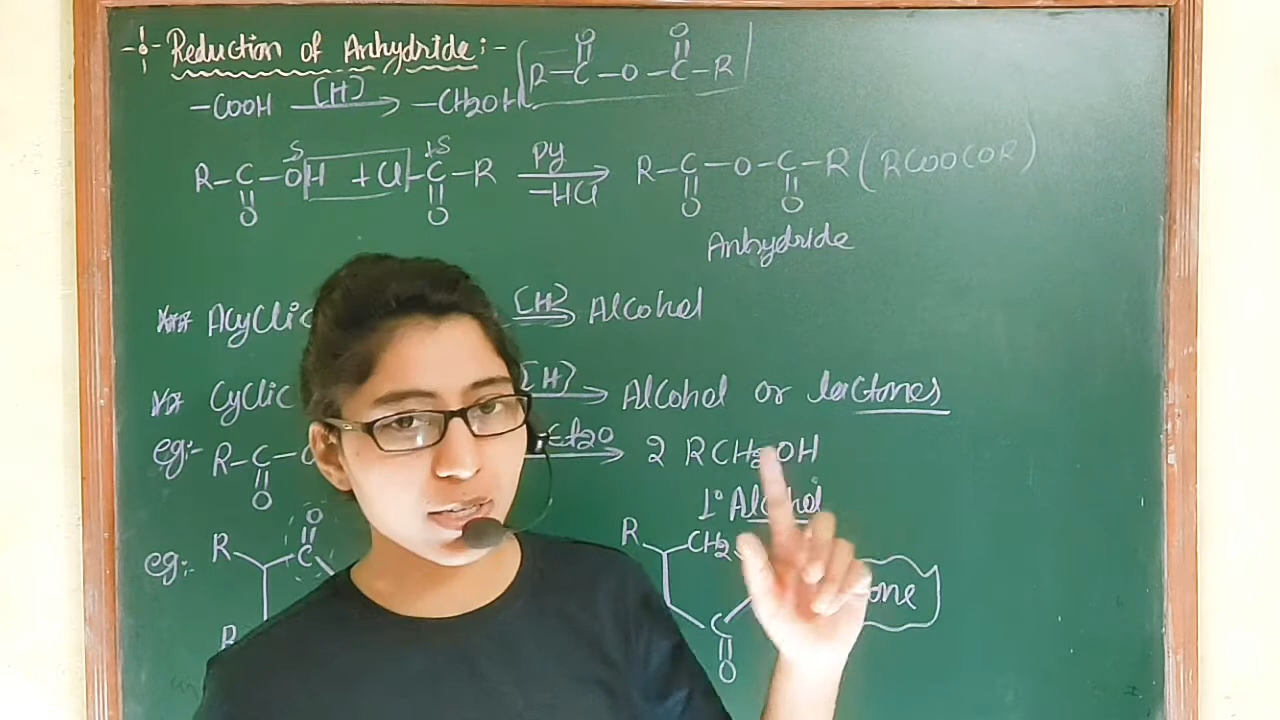 Reduction of Anhydride :-
R-C-O-C-R
O O
-COOH [H] -CH2OH
R-C-OH + Cl-C-R Py -HCl R-C-O-C-R (RCOOCOR)
O O O O
Anhydride
Acyclic [H] Alcohol
Cyclic [H] Alcohol or lactones
eg:- R-C- Et2O 2 RCH2OH
O
1° Alcohol
eg:- R C O R CH2
R C O